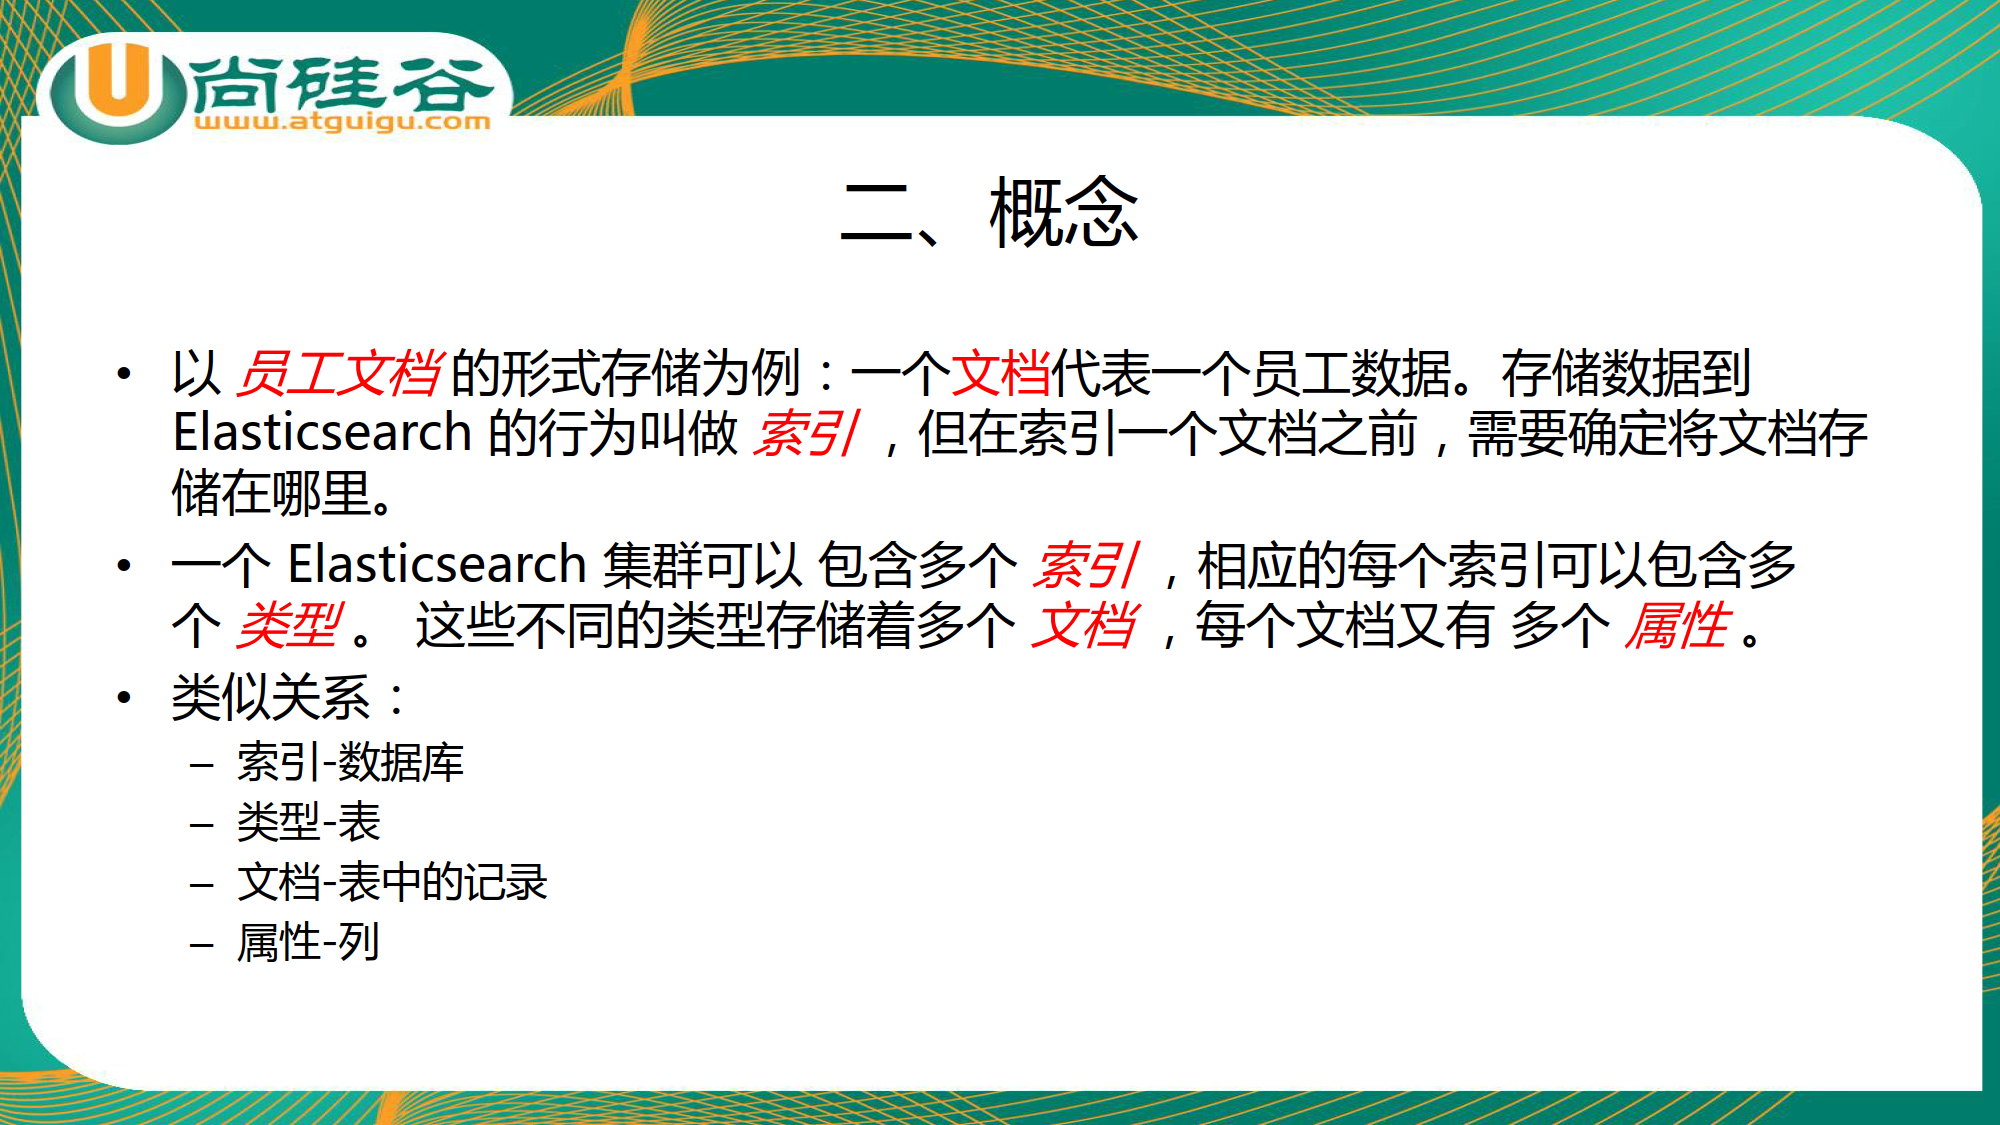 尚硅谷
www.atguigu.com
二、概念
• 以 员工文档 的形式存储为例：一个文档代表一个员工数据。存储数据到
Elasticsearch 的行为叫做 索引 ，但在索引一个文档之前，需要确定将文档存
储在哪里。
• 一个 Elasticsearch 集群可以 包含多个 索引 ，相应的每个索引可以包含多
个 类型 。 这些不同的类型存储着多个 文档 ，每个文档又有 多个 属性 。
• 类似关系：
– 索引-数据库
– 类型-表
– 文档-表中的记录
– 属性-列